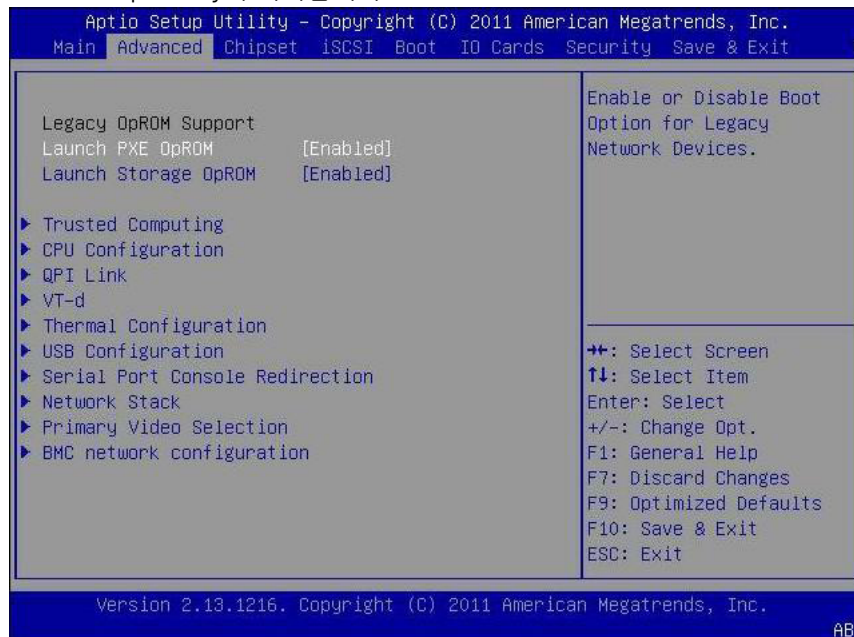 Aptio Setup Utility – Copyright (C) 2011 American Megatrends, Inc.
Main Advanced Chipset iSCSI Boot IO Cards Security Save & Exit
Legacy OpROM Support
Launch PXE OpROM [Enabled]
Launch Storage OpROM [Enabled]
▶ Trusted Computing
▶ CPU Configuration
▶ QPI Link
▶ VT-d
▶ Thermal Configuration
▶ USB Configuration
▶ Serial Port Console Redirection
▶ Network Stack
▶ Primary Video Selection
▶ BMC network configuration
Enable or Disable Boot
Option for Legacy
Network Devices.
→←: Select Screen
↑↓: Select Item
Enter: Select
+/-: Change Opt.
F1: General Help
F7: Discard Changes
F9: Optimized Defaults
F10: Save & Exit
ESC: Exit
Version 2.13.1216. Copyright (C) 2011 American Megatrends, Inc.
AB